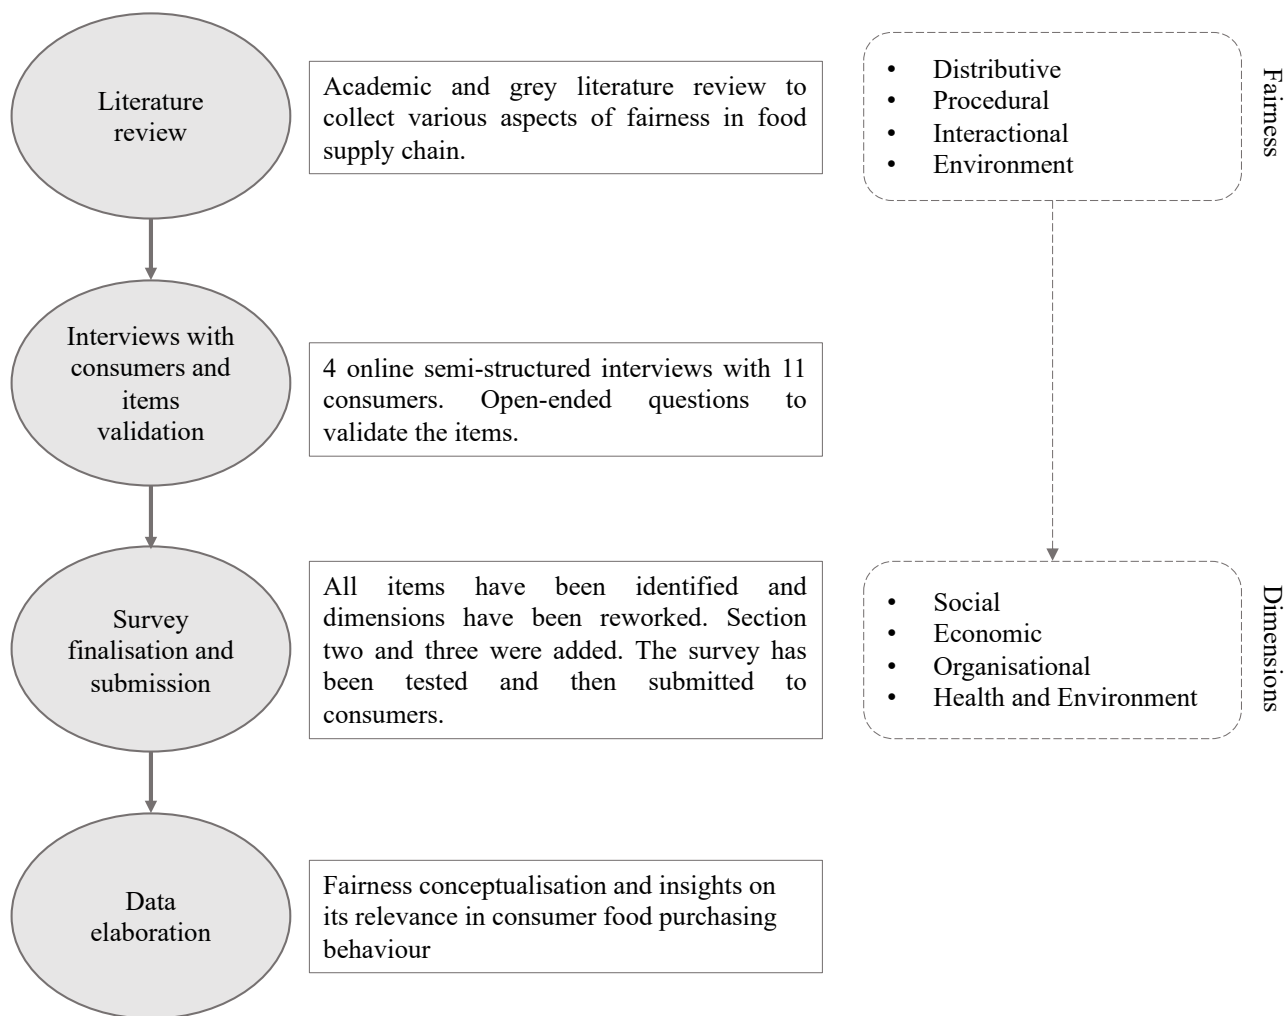 Literature
review
Academic and grey literature review to
collect various aspects of fairness in food
supply chain.
• Distributive
• Procedural
• Interactional
• Environment
Fairness
Interviews with
consumers and
items
validation
4 online semi-structured interviews with 11
consumers. Open-ended questions to
validate the items.
Survey
finalisation and
submission
All items have been identified and
dimensions have been reworked. Section
two and three were added. The survey has
been tested and then submitted to
consumers.
• Social
• Economic
• Organisational
• Health and Environment
Dimensions
Data
elaboration
Fairness conceptualisation and insights on
its relevance in consumer food purchasing
behaviour